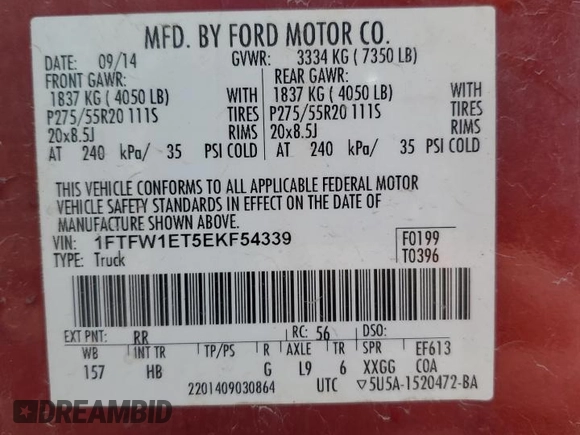 MFD. BY FORD MOTOR CO.
DATE: 09/14 GVWR: 3334 KG ( 7350 LB)
FRONT GAWR: REAR GAWR:
1837 KG ( 4050 LB) WITH 1837 KG ( 4050 LB) WITH
P275/55R20 111S TIRES P275/55R20 111S TIRES
20x8.5J RIMS 20x8.5J RIMS
AT 240 kPa/ 35 PSI COLD AT 240 kPa/ 35 PSI COLD
THIS VEHICLE CONFORMS TO ALL APPLICABLE FEDERAL MOTOR
VEHICLE SAFETY STANDARDS IN EFFECT ON THE DATE OF
MANUFACTURE SHOWN ABOVE.
VIN: 1FTFW1ET5EKF54339 F0199
TYPE: Truck T0396
EXT PNT: RR RC: 56 DSO:
WB INT TR TP/PS R AXLE TR SPR EF613
157 HB G L9 6 XXGG COA
2201409030864 UTC ▽5U5A-1520472-BA
DREAMBID ESTD 2018